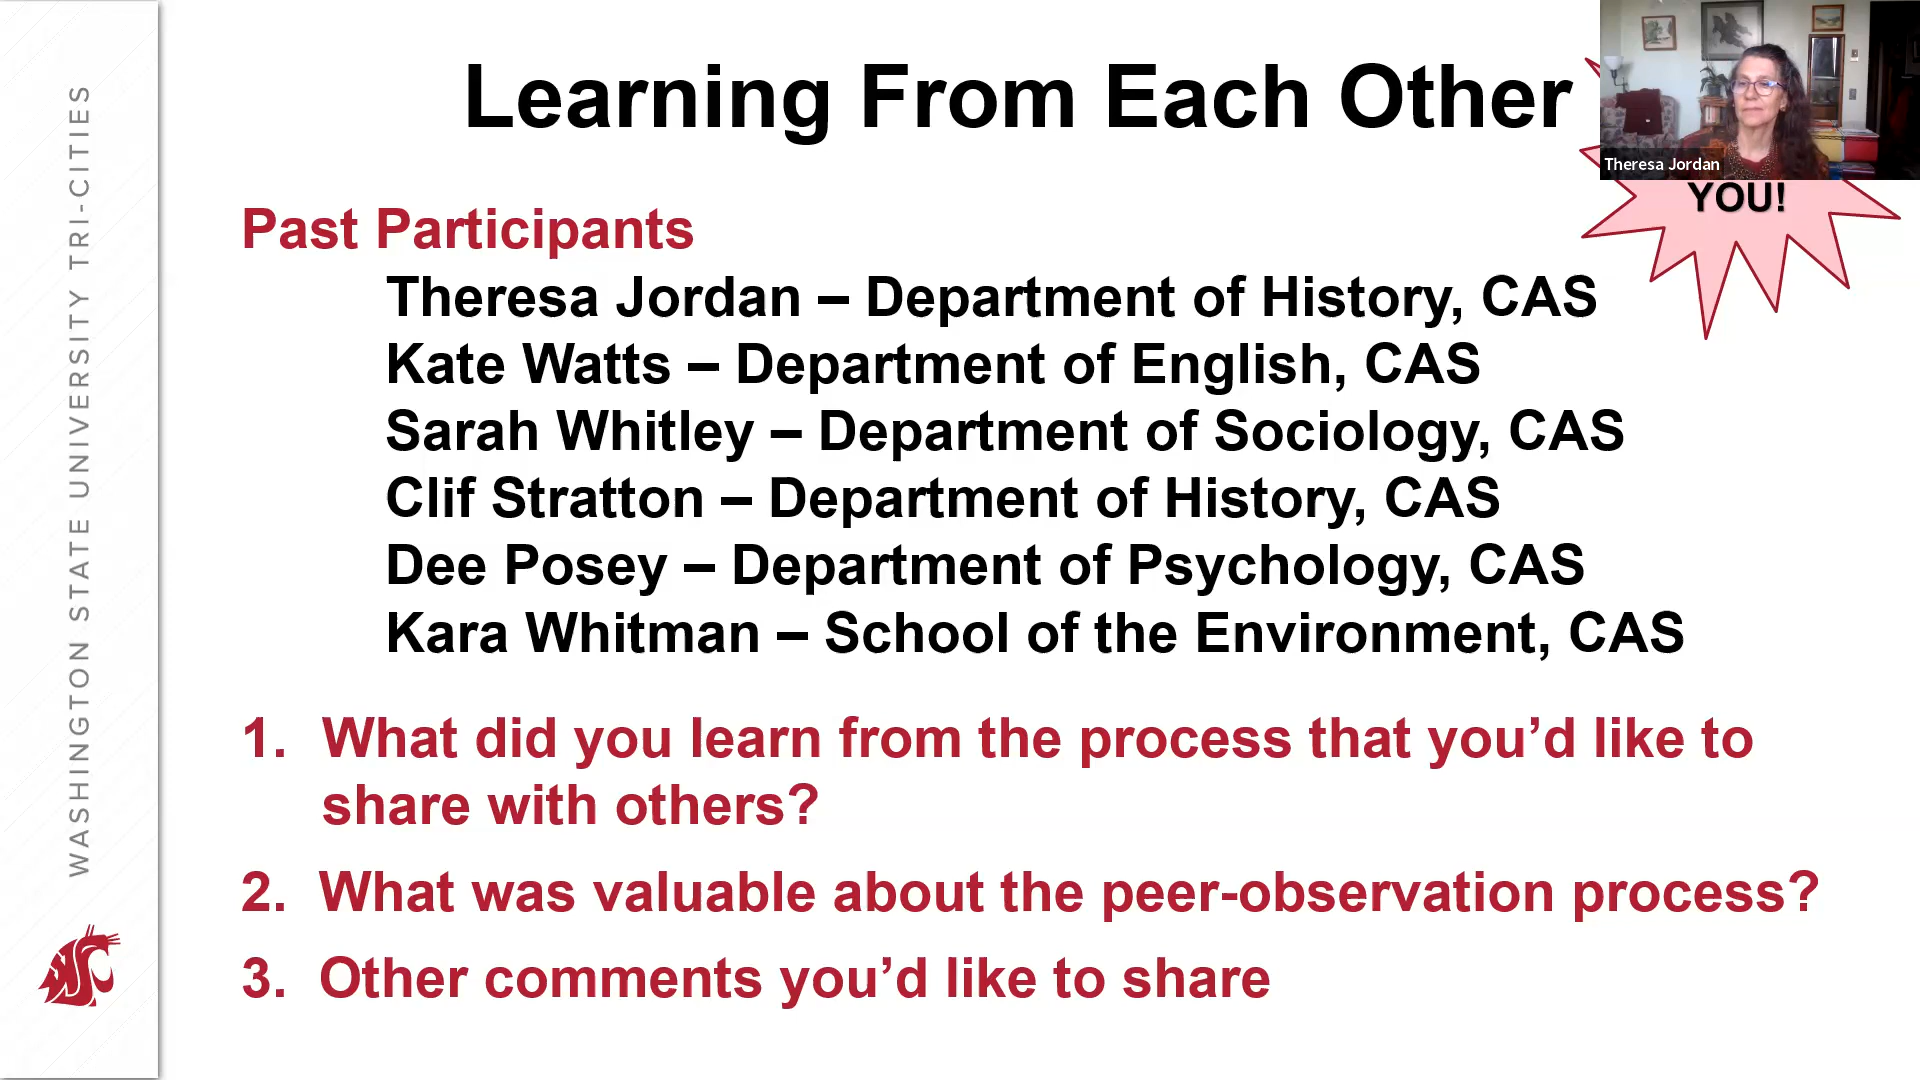 WASHINGTON STATE UNIVERSITY TRI-CITIES
Learning From Each Other
Theresa Jordan
YOU!
Past Participants
Theresa Jordan – Department of History, CAS
Kate Watts – Department of English, CAS
Sarah Whitley – Department of Sociology, CAS
Clif Stratton – Department of History, CAS
Dee Posey – Department of Psychology, CAS
Kara Whitman – School of the Environment, CAS
1. What did you learn from the process that you’d like to
share with others?
2. What was valuable about the peer-observation process?
3. Other comments you’d like to share